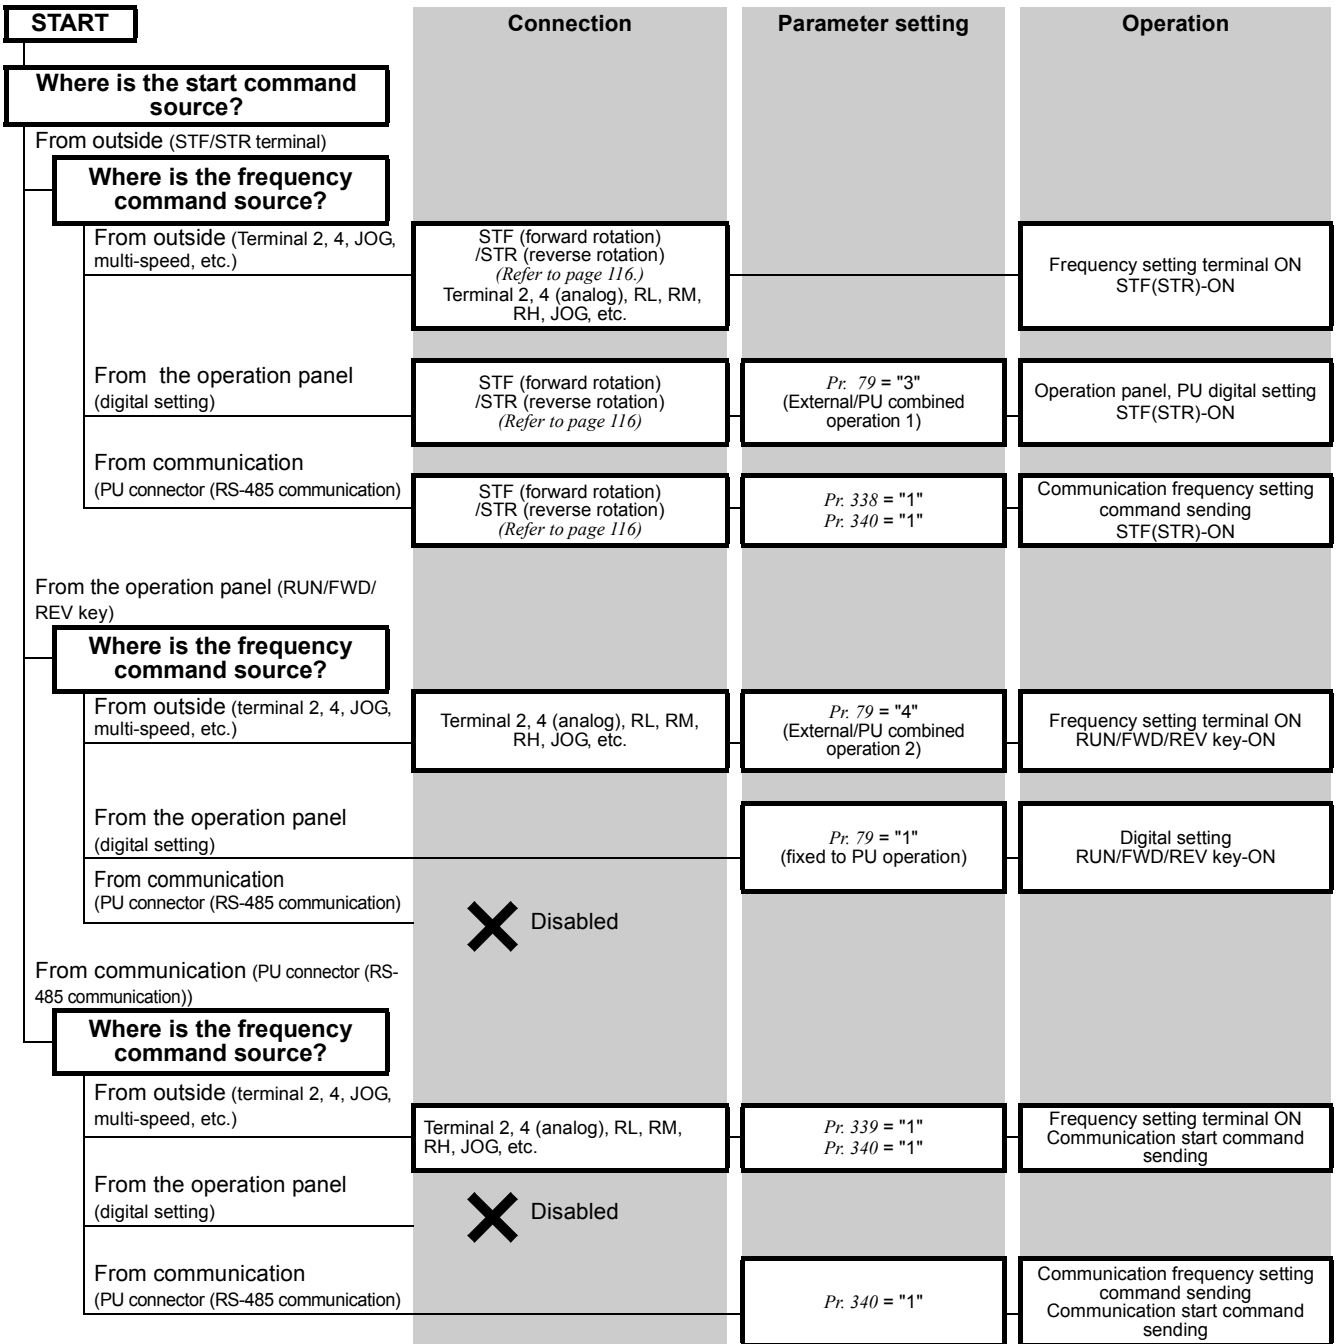 START
Connection
Parameter setting
Operation
Where is the start command
source?
From outside (STF/STR terminal)
Where is the frequency
command source?
From outside (Terminal 2, 4, JOG,
multi-speed, etc.)
STF (forward rotation)
/STR (reverse rotation)
(Refer to page 116.)
Terminal 2, 4 (analog), RL, RM,
RH, JOG, etc.
Frequency setting terminal ON
STF(STR)-ON
From the operation panel
(digital setting)
STF (forward rotation)
/STR (reverse rotation)
(Refer to page 116)
Pr. 79 = "3"
(External/PU combined
operation 1)
Operation panel, PU digital setting
STF(STR)-ON
From communication
(PU connector (RS-485 communication)
STF (forward rotation)
/STR (reverse rotation)
(Refer to page 116)
Pr. 338 = "1"
Pr. 340 = "1"
Communication frequency setting
command sending
STF(STR)-ON
From the operation panel (RUN/FWD/
REV key)
Where is the frequency
command source?
From outside (terminal 2, 4, JOG,
multi-speed, etc.)
Terminal 2, 4 (analog), RL, RM,
RH, JOG, etc.
Pr. 79 = "4"
(External/PU combined
operation 2)
Frequency setting terminal ON
RUN/FWD/REV key-ON
From the operation panel
(digital setting)
Pr. 79 = "1"
(fixed to PU operation)
Digital setting
RUN/FWD/REV key-ON
From communication
(PU connector (RS-485 communication)
Disabled
From communication (PU connector (RS-
485 communication))
Where is the frequency
command source?
From outside (terminal 2, 4, JOG,
multi-speed, etc.)
Terminal 2, 4 (analog), RL, RM,
RH, JOG, etc.
Pr. 339 = "1"
Pr. 340 = "1"
Frequency setting terminal ON
Communication start command
sending
From the operation panel
(digital setting)
Disabled
From communication
(PU connector (RS-485 communication)
Pr. 340 = "1"
Communication frequency setting
command sending
Communication start command
sending